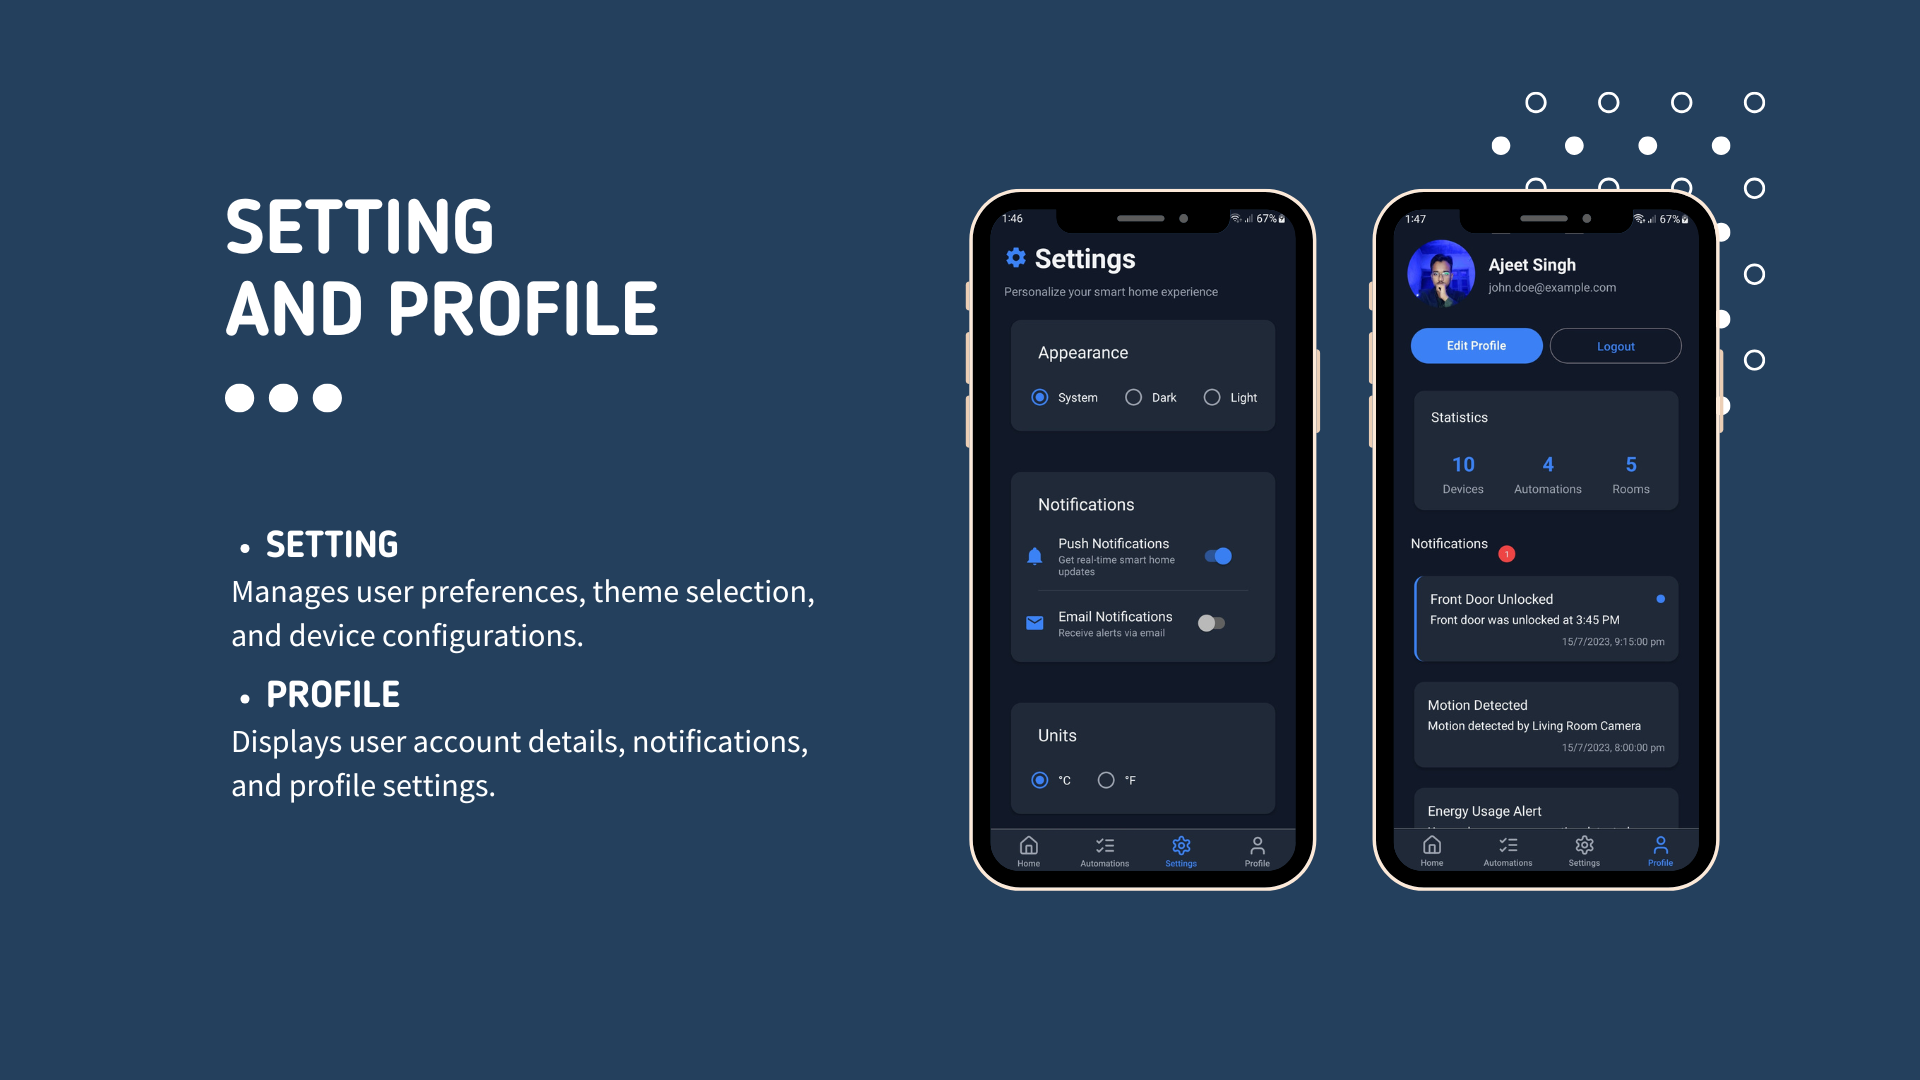 SETTING
AND PROFILE
• SETTING
Manages user preferences, theme selection,
and device configurations.
• PROFILE
Displays user account details, notifications,
and profile settings.
1:46
67%
Settings
Personalize your smart home experience
Appearance
System Dark Light
Notifications
Push Notifications
Get real-time smart home
updates
Email Notifications
Receive alerts via email
Units
°C °F
Home Automations Settings Profile
1:47
67%
Ajeet Singh
john.doe@example.com
Edit Profile Logout
Statistics
10 4 5
Devices Automations Rooms
Notifications 1
Front Door Unlocked
Front door was unlocked at 3:45 PM
15/7/2023, 9:15:00 pm
Motion Detected
Motion detected by Living Room Camera
15/7/2023, 8:00:00 pm
Energy Usage Alert
Home Automations Settings Profile